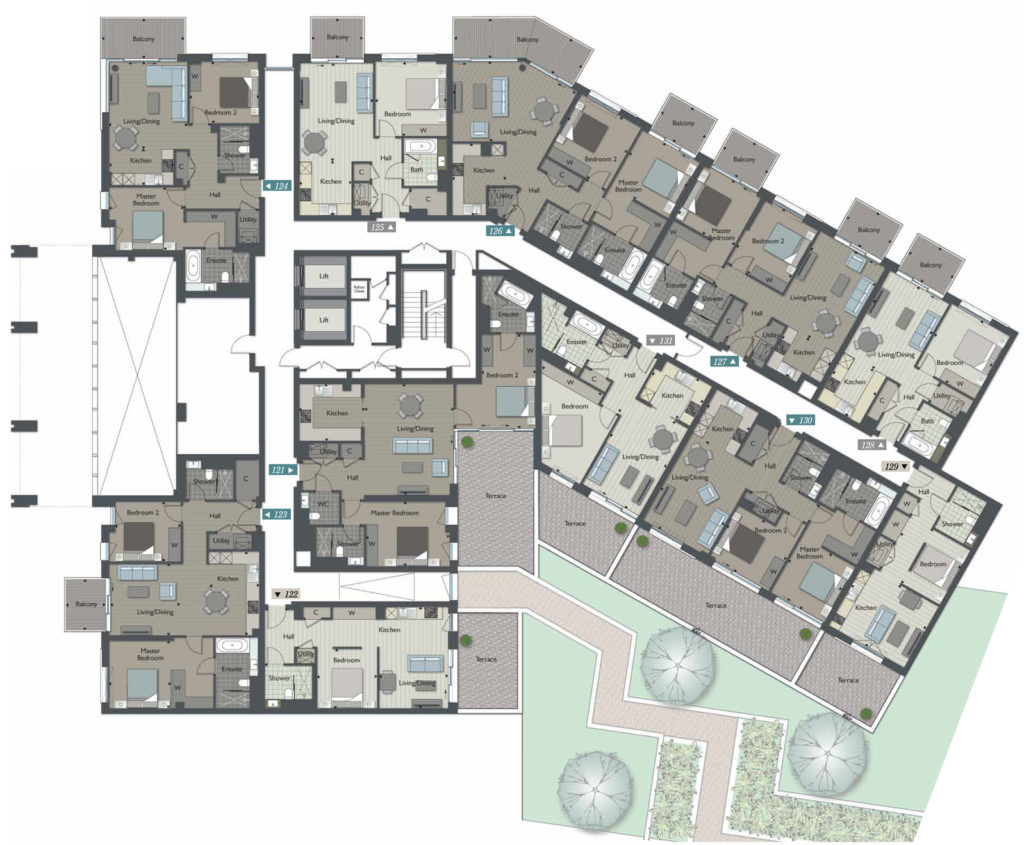 Balcony
Balcony
Balcony
Living/Dining
Bedroom 2
W
Kitchen
C
Shower
Master
Bedroom
Hall
W
Utility
Ensuite
◄ 124
Living/Dining
Bedroom
W
Hall
Kitchen
C
Bath
Utility
C
125 ▲
Living/Dining
Kitchen
Bedroom 2
W
C
Hall
Utility
Shower
Master
Bedroom
W
Ensuite
126 ▲
Balcony
Balcony
Master
Bedroom
W
Ensuite
Shower
Bedroom 2
W
Hall
Living/Dining
Utility
Kitchen
127 ▲
Balcony
Balcony
Living/Dining
Bedroom
W
Kitchen
C
Hall
Utility
Bath
128 ▲
Lift
Lift
Refuse
Chute
Ensuite
W
W
Bedroom 2
Kitchen
Living/Dining
Utility
C
Hall
WC
Shower
W
Master Bedroom
121 ►
Terrace
▼ 131
Ensuite
Utility
C
Hall
W
Bedroom
Kitchen
Living/Dining
Terrace
▼ 130
Kitchen
C
Hall
Living/Dining
Shower
Utility
Bedroom 2
W
Ensuite
W
Master
Bedroom
Terrace
129 ▼
Hall
C
Shower
Utility
Bedroom
W
Kitchen
Living/Dining
Terrace
◄ 123
Shower
C
Bedroom 2
W
Hall
Utility
Kitchen
Living/Dining
Balcony
Master
Bedroom
W
Ensuite
▼ 122
C
W
Kitchen
Hall
Utility
Bedroom
Shower
Living/Dining
Terrace